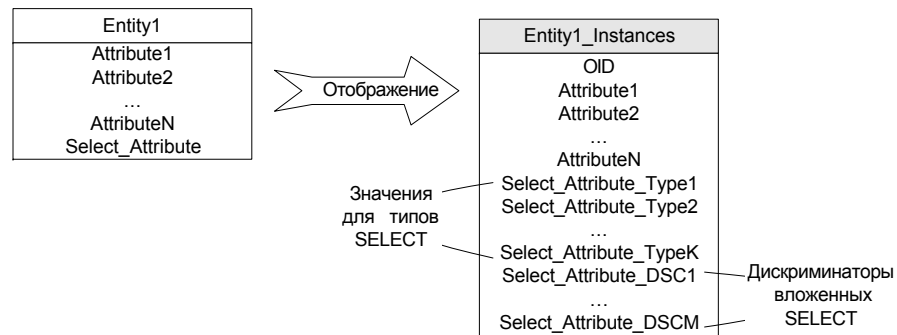 Entity1
Attribute1
Attribute2
...
AttributeN
Select_Attribute
Отображение
Entity1_Instances
OID
Attribute1
Attribute2
...
AttributeN
Select_Attribute_Type1
Select_Attribute_Type2
...
Select_Attribute_TypeK
Select_Attribute_DSC1
...
Select_Attribute_DSCM
Значения
для типов
SELECT
Дискриминаторы
вложенных
SELECT